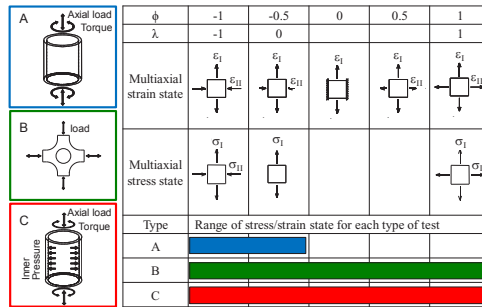 A
Axial load
Torque
B
load
C
Axial load
Torque
Inner
Pressure
ϕ -1 -0.5 0 0.5 1
λ -1 0 1
Multiaxial
strain state
εI εI εI εI εI
εII εII εII εII
Multiaxial
stress state
σI σI σI
σII σII
Type Range of stress/strain state for each type of test
A
B
C